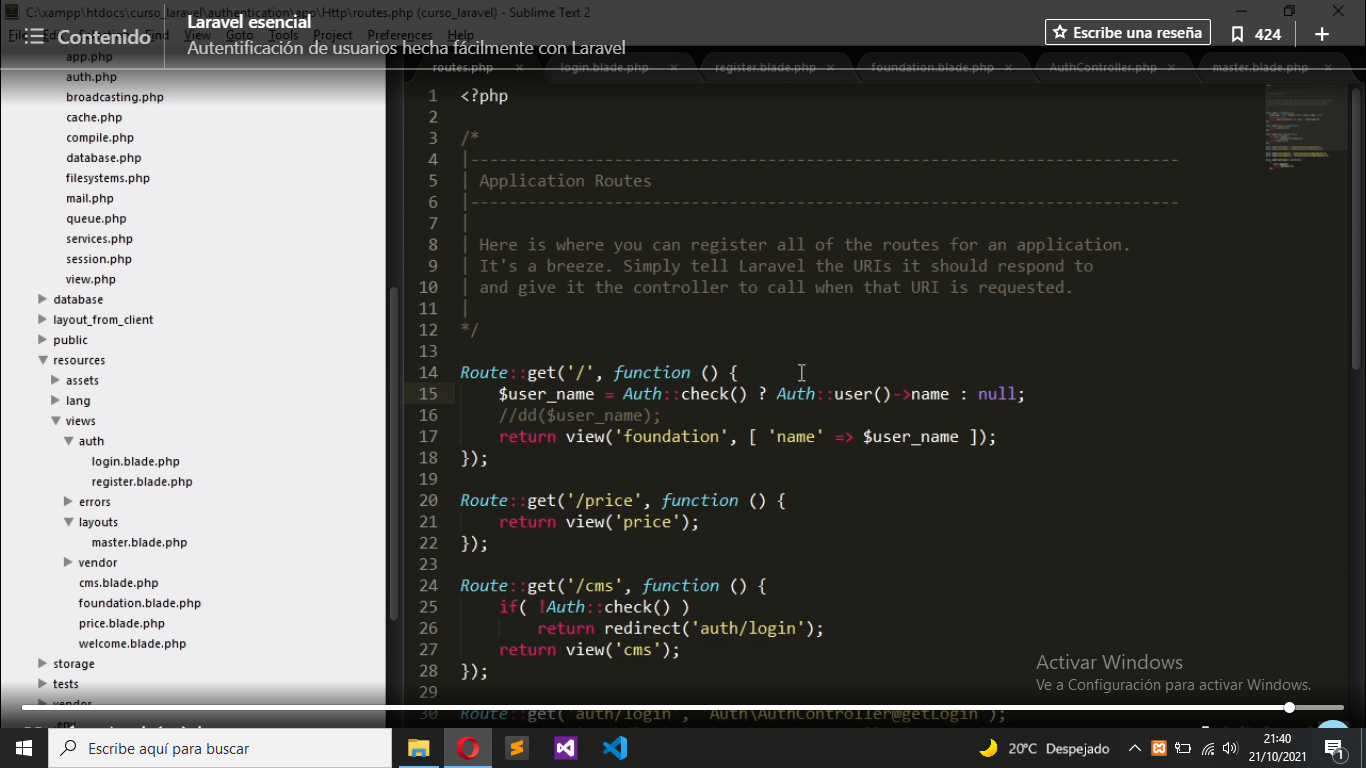 C:\xampp\htdocs\curso_laravel\authentication\app\Http\routes.php (curso_laravel) - Sublime Text 2
Laravel esencial
Autentificación de usuarios hecha fácilmente con Laravel
Contenido
Escribe una reseña
424
File Edit Selection Find View Goto Tools Project Preferences Help
routes.php × login.blade.php × register.blade.php × foundation.blade.php × AuthController.php × master.blade.php ×
app.php
auth.php
broadcasting.php
cache.php
compile.php
database.php
filesystems.php
mail.php
queue.php
services.php
session.php
view.php
database
layout_from_client
public
resources
assets
lang
views
auth
login.blade.php
register.blade.php
errors
layouts
master.blade.php
vendor
cms.blade.php
foundation.blade.php
price.blade.php
welcome.blade.php
storage
tests
vendor
.env
1 <?php
2
3 /*
4 |--------------------------------------------------------------------------
5 | Application Routes
6 |--------------------------------------------------------------------------
7 |
8 | Here is where you can register all of the routes for an application.
9 | It's a breeze. Simply tell Laravel the URIs it should respond to
10 | and give it the controller to call when that URI is requested.
11 |
12 */
13
14 Route::get('/', function () {
15 $user_name = Auth::check() ? Auth::user()->name : null;
16 //dd($user_name);
17 return view('foundation', [ 'name' => $user_name ]);
18 });
19
20 Route::get('/price', function () {
21 return view('price');
22 });
23
24 Route::get('/cms', function () {
25 if( !Auth::check() )
26 return redirect('auth/login');
27 return view('cms');
28 });
29
30 Route::get('auth/login', 'Auth\AuthController@getLogin');
Activar Windows
Ve a Configuración para activar Windows.
Escribe aquí para buscar
20°C Despejado
21:40
21/10/2021
1